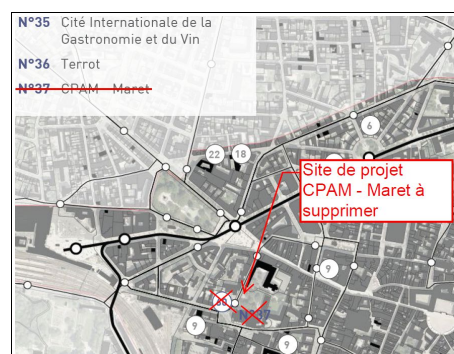 N°35 Cité Internationale de la
Gastronomie et du Vin
N°36 Terrot
N°37 CPAM - Maret
6
22 18
Site de projet
CPAM - Maret à
supprimer
9
N°37
9
9